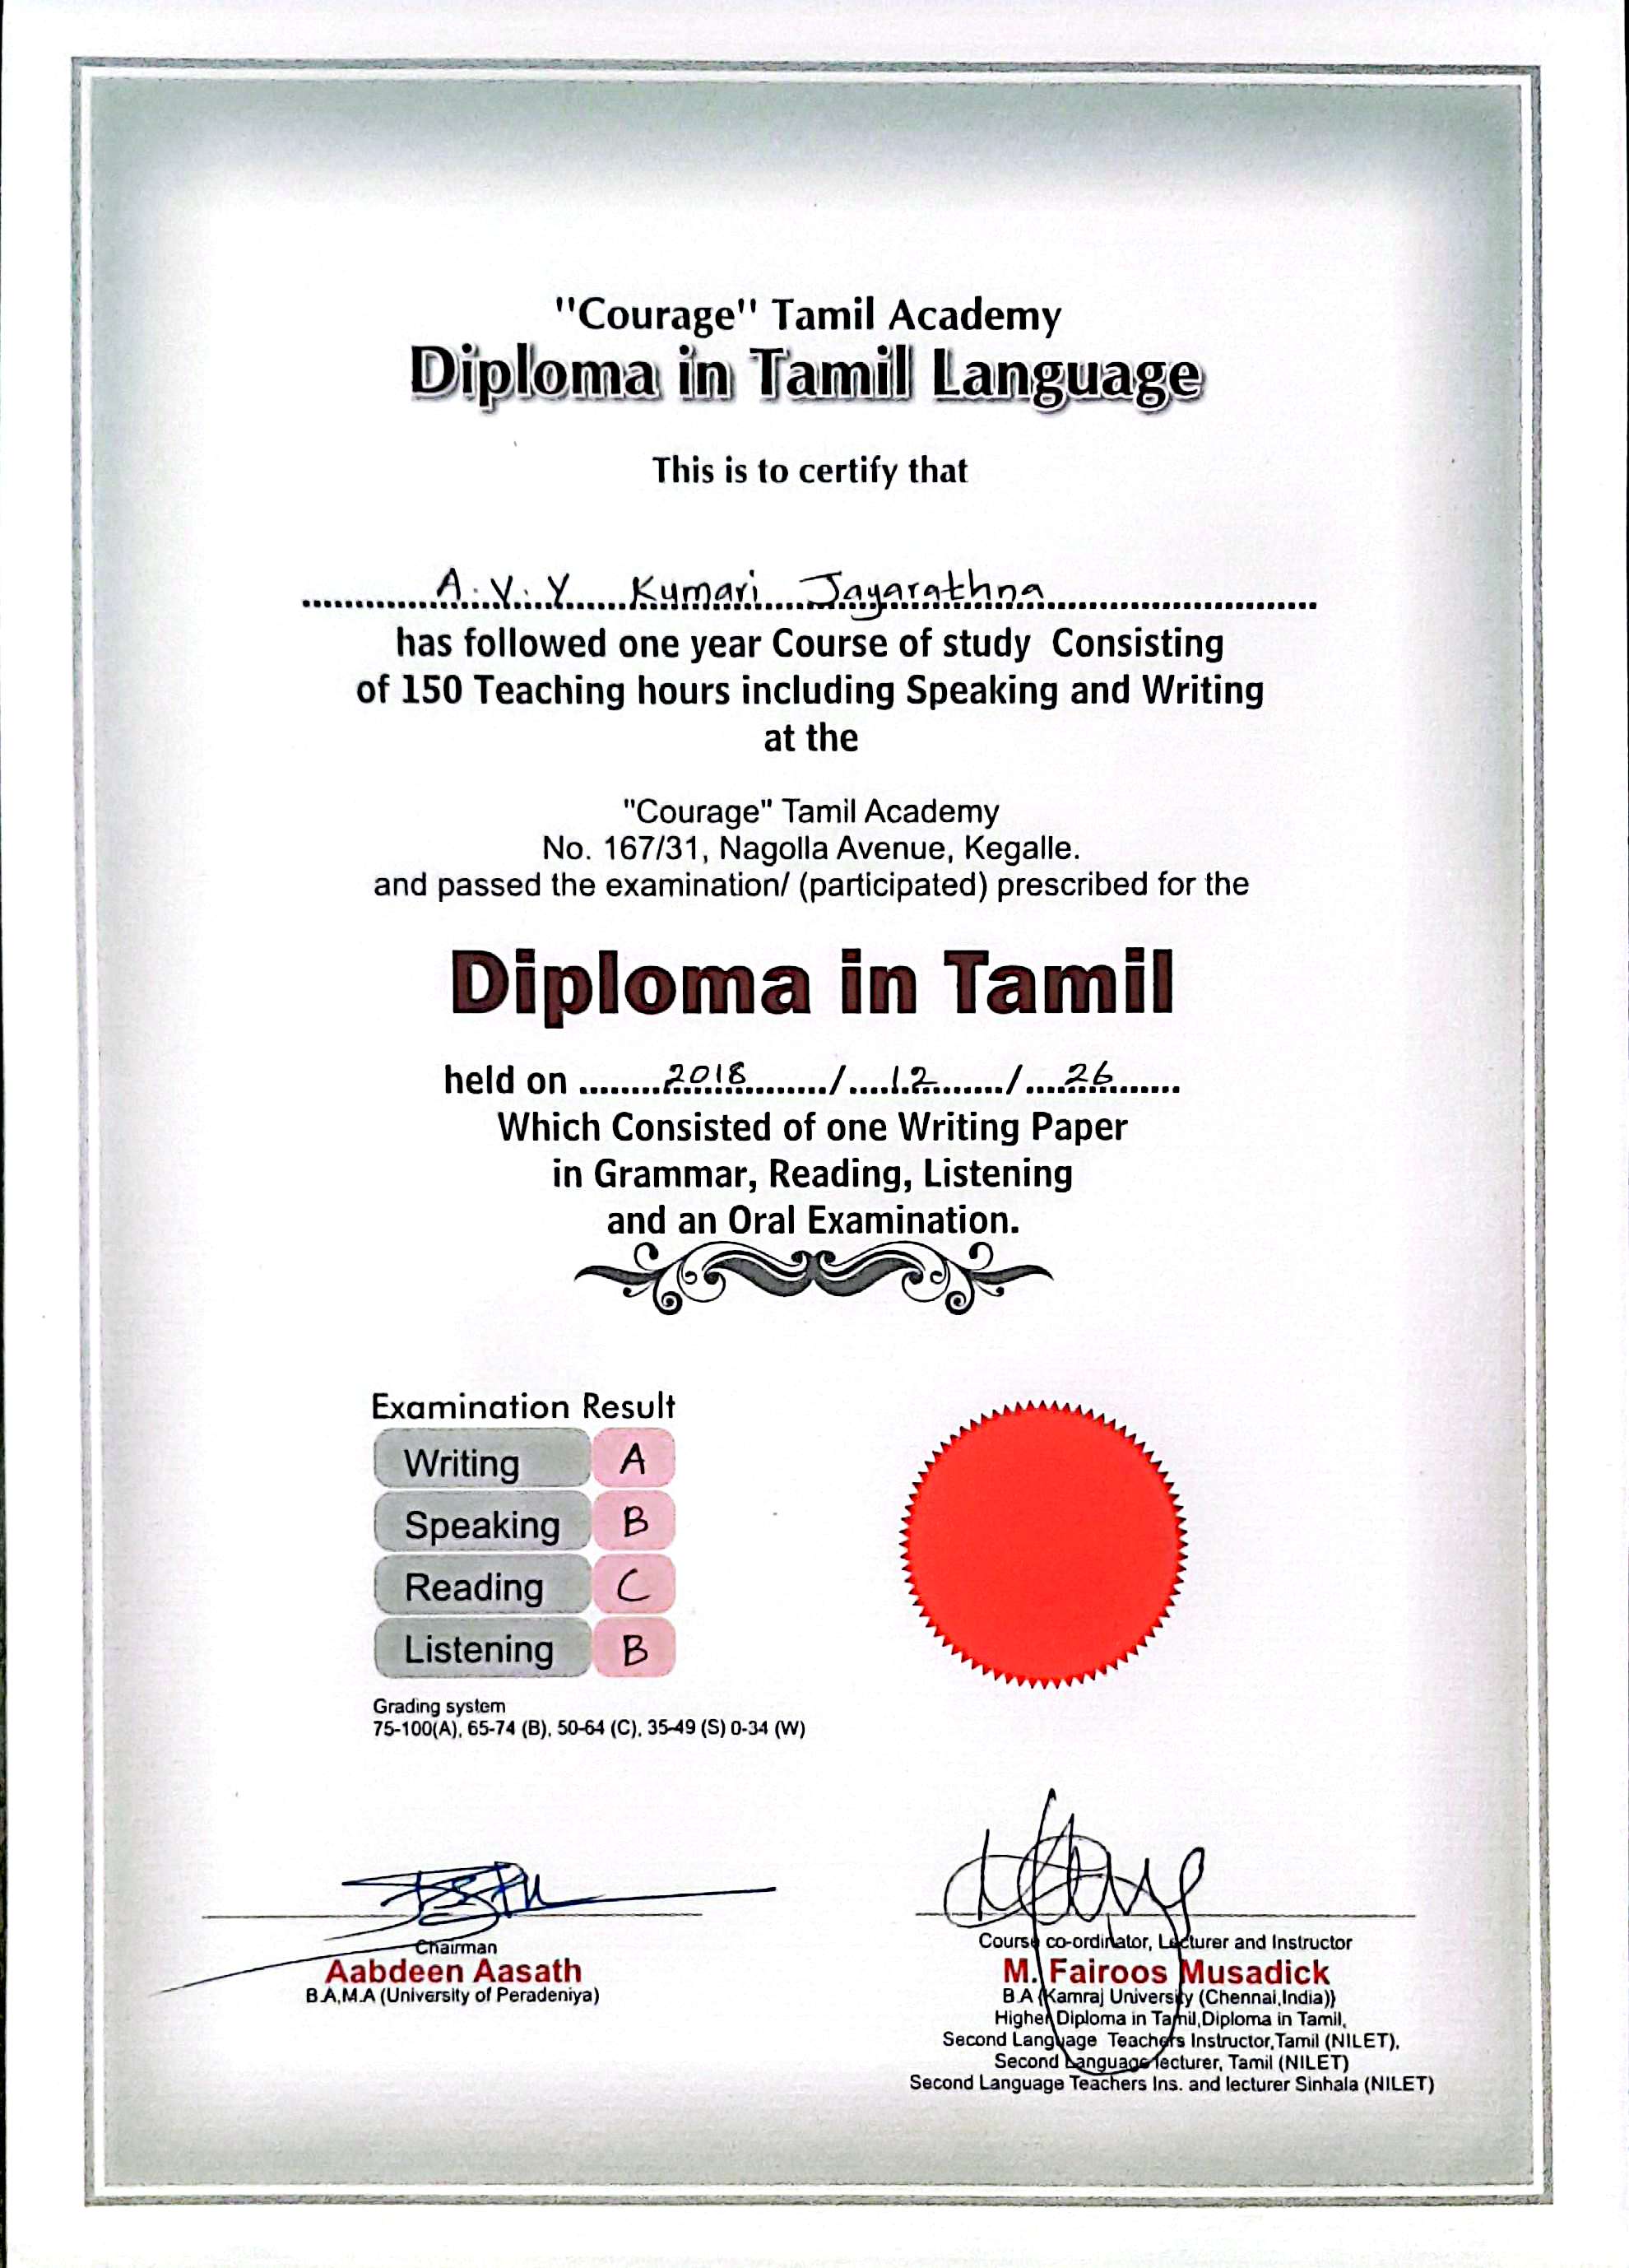 "Courage" Tamil Academy
Diploma in Tamil Language
This is to certify that
A.V.Y Kumari Jayarathna
has followed one year Course of study Consisting
of 150 Teaching hours including Speaking and Writing
at the
"Courage" Tamil Academy
No. 167/31, Nagolla Avenue, Kegalle.
and passed the examination/ (participated) prescribed for the
Diploma in Tamil
held on 2018 / 12 / 26
Which Consisted of one Writing Paper
in Grammar, Reading, Listening
and an Oral Examination.
Examination Result
Writing A
Speaking B
Reading C
Listening B
Grading system
75-100(A), 65-74 (B), 50-64 (C), 35-49 (S) 0-34 (W)
Chairman
Aabdeen Aasath
B.A,M.A (University of Peradeniya)
Course co-ordinator, Lecturer and Instructor
M. Fairoos Musadick
B.A (Kamraj University (Chennai,India))
Higher Diploma in Tamil,Diploma in Tamil,
Second Language Teachers Instructor,Tamil (NILET),
Second Language lecturer, Tamil (NILET)
Second Language Teachers Ins. and lecturer Sinhala (NILET)